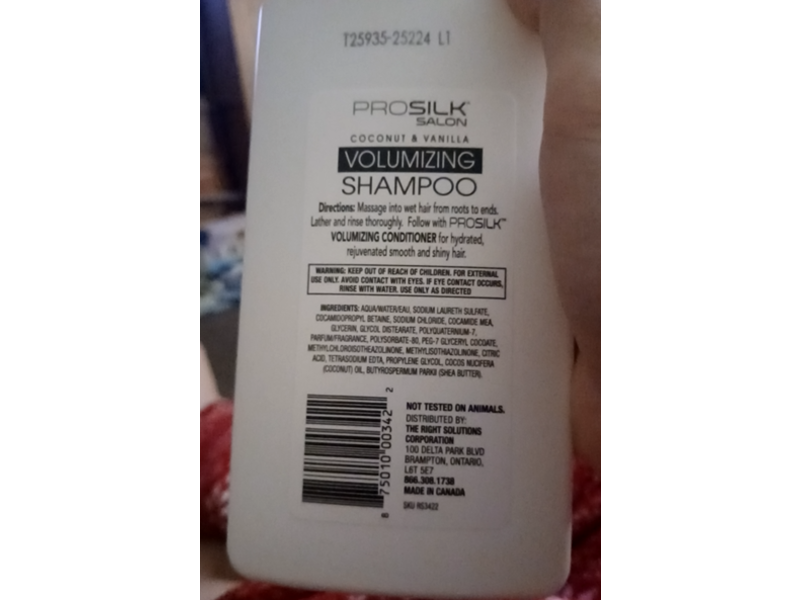 T25935-25224 L1
PROSILK™
SALON
COCONUT & VANILLA
VOLUMIZING
SHAMPOO
Directions: Massage into wet hair from roots to ends.
Lather and rinse thoroughly. Follow with PROSILK™
VOLUMIZING CONDITIONER for hydrated,
rejuvenated smooth and shiny hair.
WARNING: KEEP OUT OF REACH OF CHILDREN. FOR EXTERNAL
USE ONLY. AVOID CONTACT WITH EYES. IF EYE CONTACT OCCURS,
RINSE WITH WATER. USE ONLY AS DIRECTED
INGREDIENTS: AQUA/WATER/EAU, SODIUM LAURETH SULFATE,
COCAMIDOPROPYL BETAINE, SODIUM CHLORIDE, COCAMIDE MEA,
GLYCERIN, GLYCOL DISTEARATE, POLYQUATERNIUM-7,
PARFUM/FRAGRANCE, POLYSORBATE-80, PEG-7 GLYCERYL COCOATE,
METHYLCHLOROISOTHIAZOLINONE, METHYLISOTHIAZOLINONE, CITRIC
ACID, TETRASODIUM EDTA, PROPYLENE GLYCOL, COCOS NUCIFERA
(COCONUT) OIL, BUTYROSPERMUM PARKII (SHEA BUTTER).
8 75010 00342 2
NOT TESTED ON ANIMALS.
DISTRIBUTED BY:
THE RIGHT SOLUTIONS
CORPORATION
100 DELTA PARK BLVD
BRAMPTON, ONTARIO,
L6T 5E7
866.308.1738
MADE IN CANADA
SKU RS3422